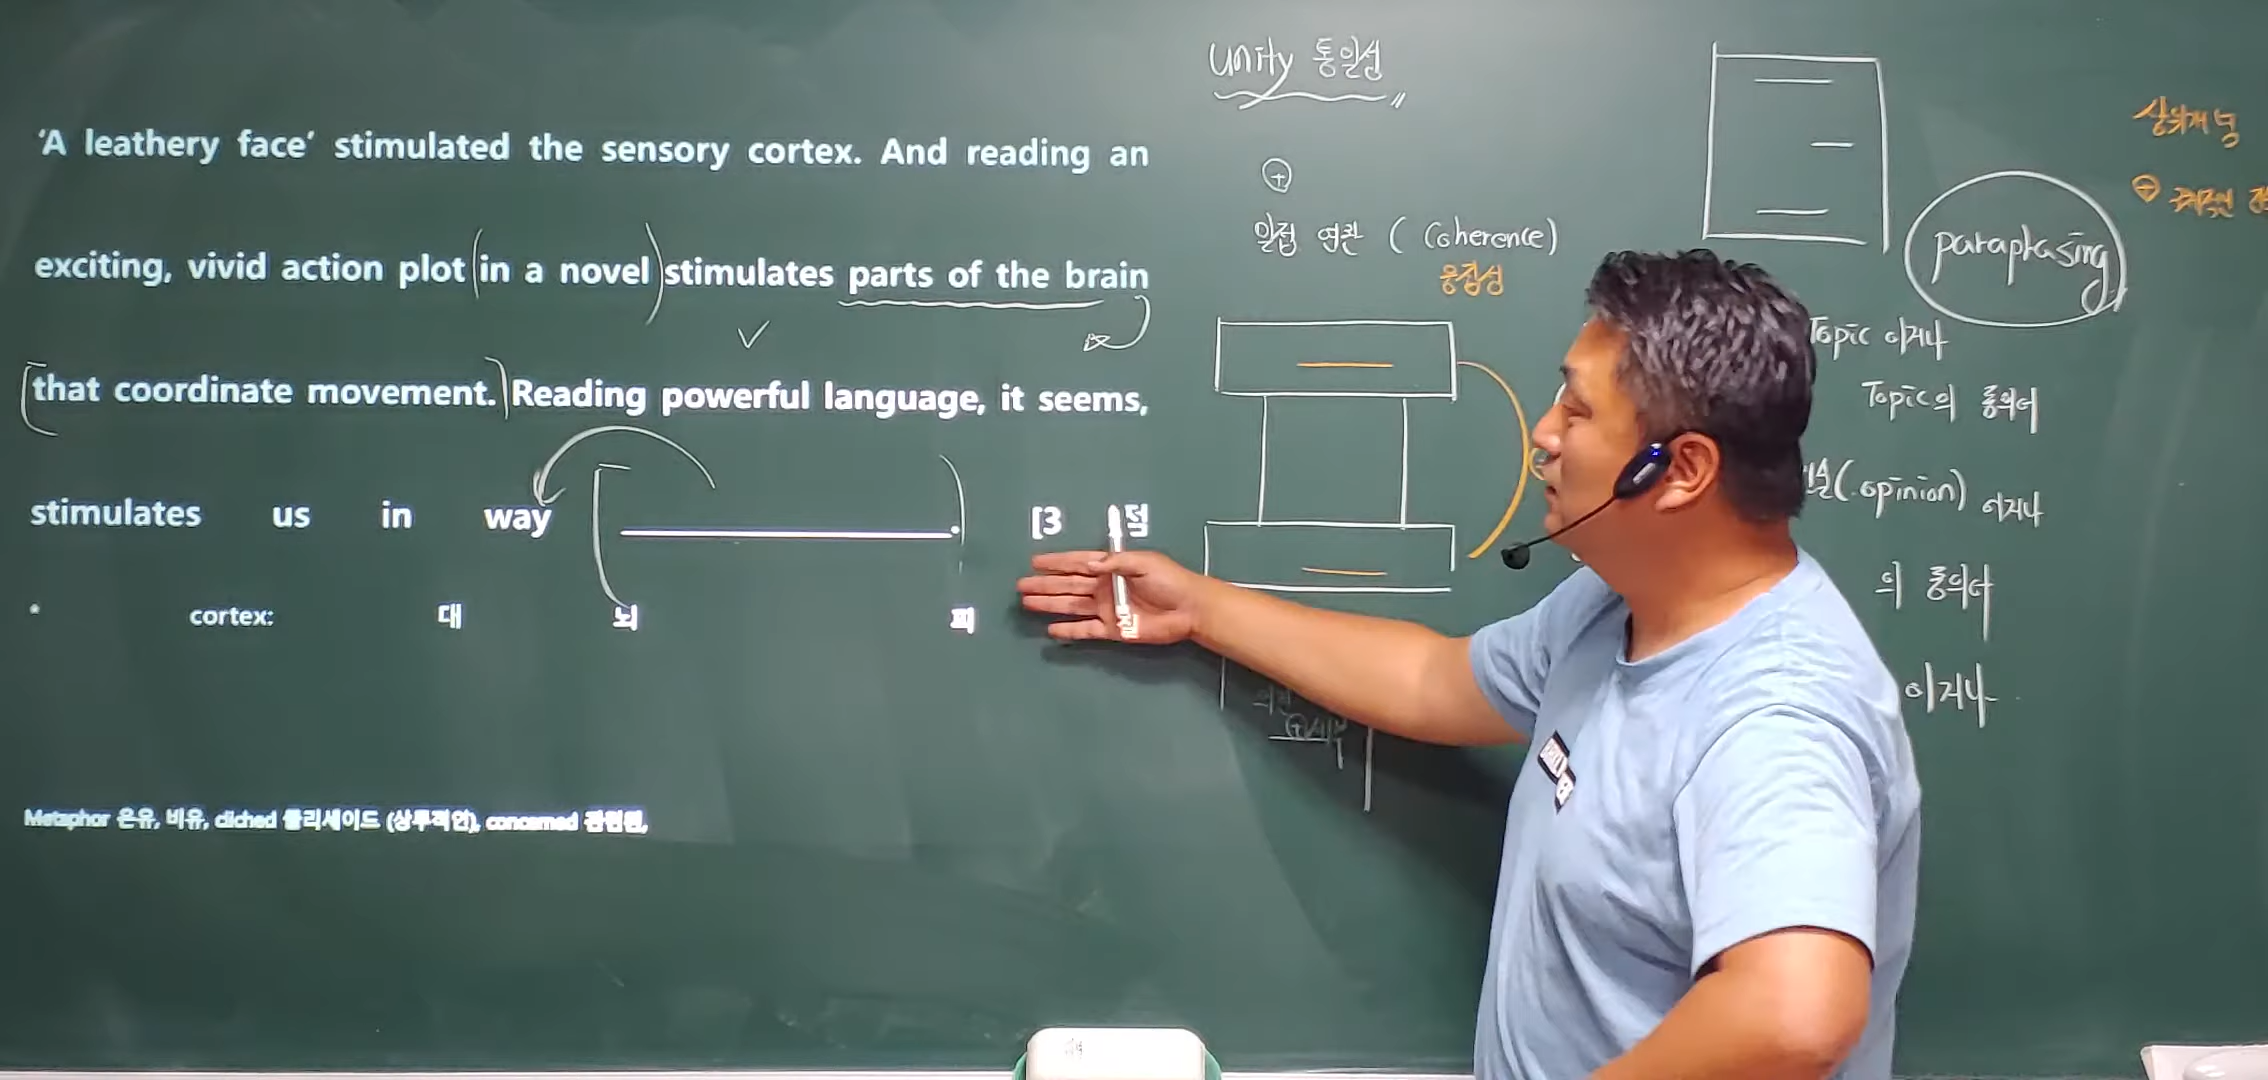 'A leathery face' stimulated the sensory cortex. And reading an
exciting, vivid action plot in a novel stimulates parts of the brain
that coordinate movement. Reading powerful language, it seems,
stimulates us in way
[3 점
* cortex: 대 뇌 피 질
Metaphor 은유, 비유, cliched 클리세이드 (상투적인), concerned 관련된,
unity 통일성
+
밀접 연관 ( Coherence)
응집성
paraphrasing
Topic 이거나
Topic의 동의어
(opinion) 이거나
의 동의어
이거나
상위개념